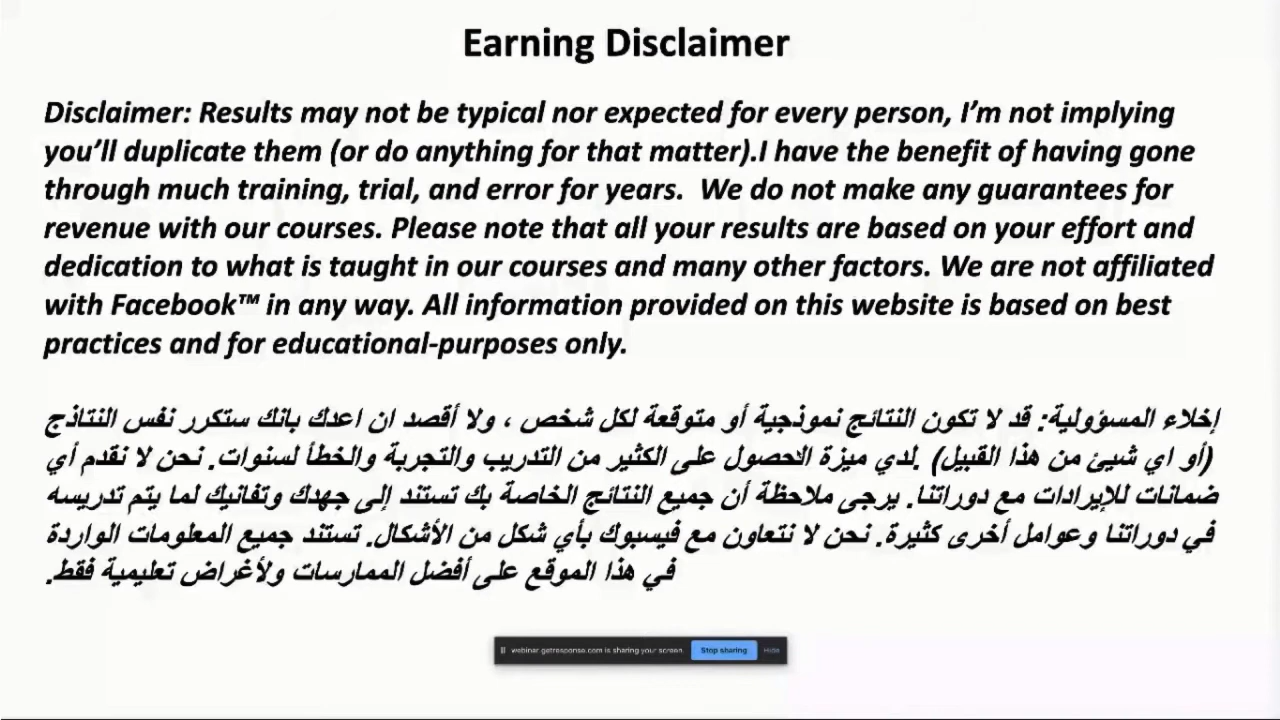 Earning Disclaimer
Disclaimer: Results may not be typical nor expected for every person, I’m not implying
you’ll duplicate them (or do anything for that matter).I have the benefit of having gone
through much training, trial, and error for years.  We do not make any guarantees for
revenue with our courses. Please note that all your results are based on your effort and
dedication to what is taught in our courses and many other factors. We are not affiliated
with Facebook™ in any way. All information provided on this website is based on best
practices and for educational-purposes only.
إخلاء المسؤولية: قد لا تكون النتائج نموذجية أو متوقعة لكل شخص ، ولا أقصد ان اعدك بانك ستكرر نفس النتاذج
(أو اي شيئ من هذا القبيل) .لدي ميزة الحصول على الكثير من التدريب والتجربة والخطأ لسنوات. نحن لا نقدم أي
ضمانات للإيرادات مع دوراتنا. يرجى ملاحظة أن جميع النتائج الخاصة بك تستند إلى جهدك وتفانيك لما يتم تدريسه
في دوراتنا وعوامل أخرى كثيرة. نحن لا نتعاون مع فيسبوك بأي شكل من الأشكال. تستند جميع المعلومات الواردة
في هذا الموقع على أفضل الممارسات ولأغراض تعليمية فقط.
webinar.getresponse.com is sharing your screen. Stop sharing Hide